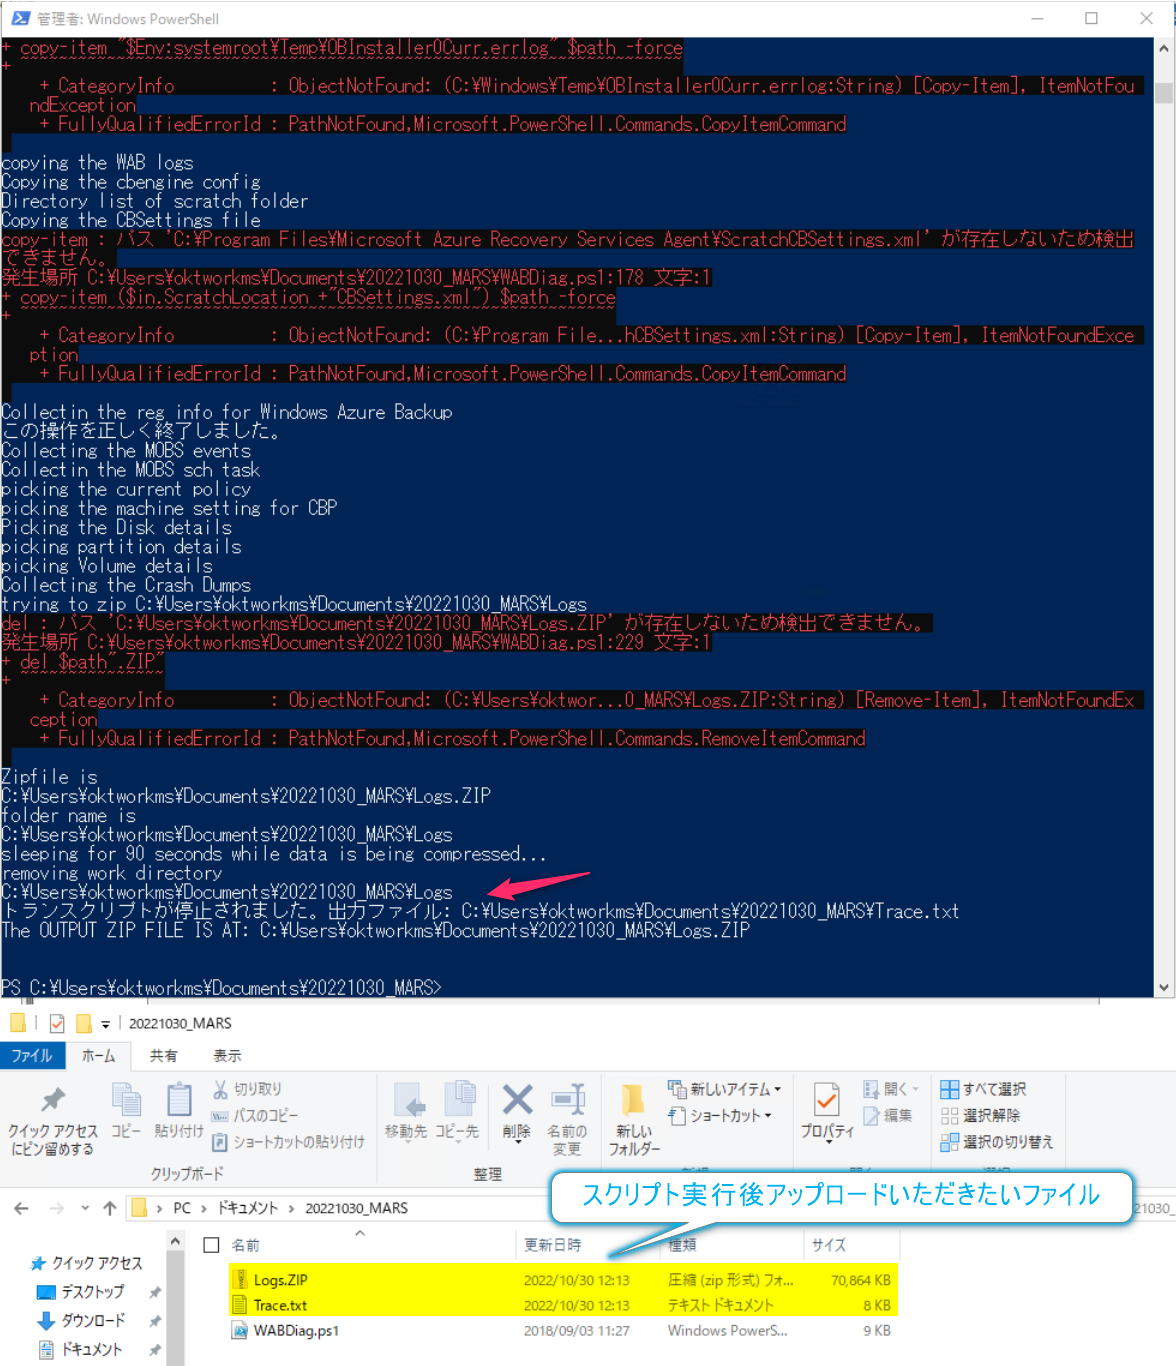 管理者: Windows PowerShell
+ copy-item "$Env:systemroot¥Temp¥OBInstaller0Curr.errlog" $path -force
+ ~~~~~~~~~~~~~~~~~~~~~~~~~~~~~~~~~~~~~~~~~~~~~~~~~~~~~~~~~~~~~~~~~~~~~
+ CategoryInfo : ObjectNotFound: (C:¥Windows¥Temp¥OBInstaller0Curr.errlog:String) [Copy-Item], ItemNotFou
ndException
+ FullyQualifiedErrorId : PathNotFound,Microsoft.PowerShell.Commands.CopyItemCommand
copying the WAB logs
Copying the cbengine config
Directory list of scratch folder
Copying the CBSettings file
copy-item : パス 'C:¥Program Files¥Microsoft Azure Recovery Services Agent¥ScratchCBSettings.xml' が存在しないため検出
できません。
発生場所 C:¥Users¥oktworkms¥Documents¥20221030_MARS¥WABDiag.ps1:178 文字:1
+ copy-item ($in.ScratchLocation +"CBSettings.xml") $path -force
+ ~~~~~~~~~~~~~~~~~~~~~~~~~~~~~~~~~~~~~~~~~~~~~~~~~~~~~~~~~~~~~~
+ CategoryInfo : ObjectNotFound: (C:¥Program File...hCBSettings.xml:String) [Copy-Item], ItemNotFoundExce
ption
+ FullyQualifiedErrorId : PathNotFound,Microsoft.PowerShell.Commands.CopyItemCommand
Collectin the reg info for Windows Azure Backup
この操作を正しく終了しました。
Collecting the MOBS events
Collectin the MOBS sch task
picking the current policy
picking the machine setting for CBP
Picking the Disk details
picking partition details
picking Volume details
Collecting the Crash Dumps
trying to zip C:¥Users¥oktworkms¥Documents¥20221030_MARS¥Logs
del : パス 'C:¥Users¥oktworkms¥Documents¥20221030_MARS¥Logs.ZIP' が存在しないため検出できません。
発生場所 C:¥Users¥oktworkms¥Documents¥20221030_MARS¥WABDiag.ps1:229 文字:1
+ del $path".ZIP"
+ ~~~~~~~~~~~~~~~
+ CategoryInfo : ObjectNotFound: (C:¥Users¥oktwor...0_MARS¥Logs.ZIP:String) [Remove-Item], ItemNotFoundEx
ception
+ FullyQualifiedErrorId : PathNotFound,Microsoft.PowerShell.Commands.RemoveItemCommand
Zipfile is
C:¥Users¥oktworkms¥Documents¥20221030_MARS¥Logs.ZIP
folder name is
C:¥Users¥oktworkms¥Documents¥20221030_MARS¥Logs
sleeping for 90 seconds while data is being compressed...
removing work directory
C:¥Users¥oktworkms¥Documents¥20221030_MARS¥Logs
トランスクリプトが停止されました。出力ファイル: C:¥Users¥oktworkms¥Documents¥20221030_MARS¥Trace.txt
The OUTPUT ZIP FILE IS AT: C:¥Users¥oktworkms¥Documents¥20221030_MARS¥Logs.ZIP
PS C:¥Users¥oktworkms¥Documents¥20221030_MARS>
20221030_MARS
ファイル ホーム 共有 表示
切り取り
パスのコピー
ショートカットの貼り付け
クイック アクセス
にピン留めする
コピー
貼り付け
クリップボード
移動先
コピー先
削除
名前の
変更
整理
新しい
フォルダー
新しいアイテム
ショートカット
プロパティ
開く
編集
すべて選択
選択解除
選択の切り替え
スクリプト実行後アップロードいただきたいファイル
PC › ドキュメント › 20221030_MARS
名前 更新日時 種類 サイズ
Logs.ZIP 2022/10/30 12:13 圧縮 (zip 形式) フォ... 70,864 KB
Trace.txt 2022/10/30 12:13 テキスト ドキュメント 8 KB
WABDiag.ps1 2018/09/03 11:27 Windows PowerS... 9 KB
クイック アクセス
デスクトップ
ダウンロード
ドキュメント